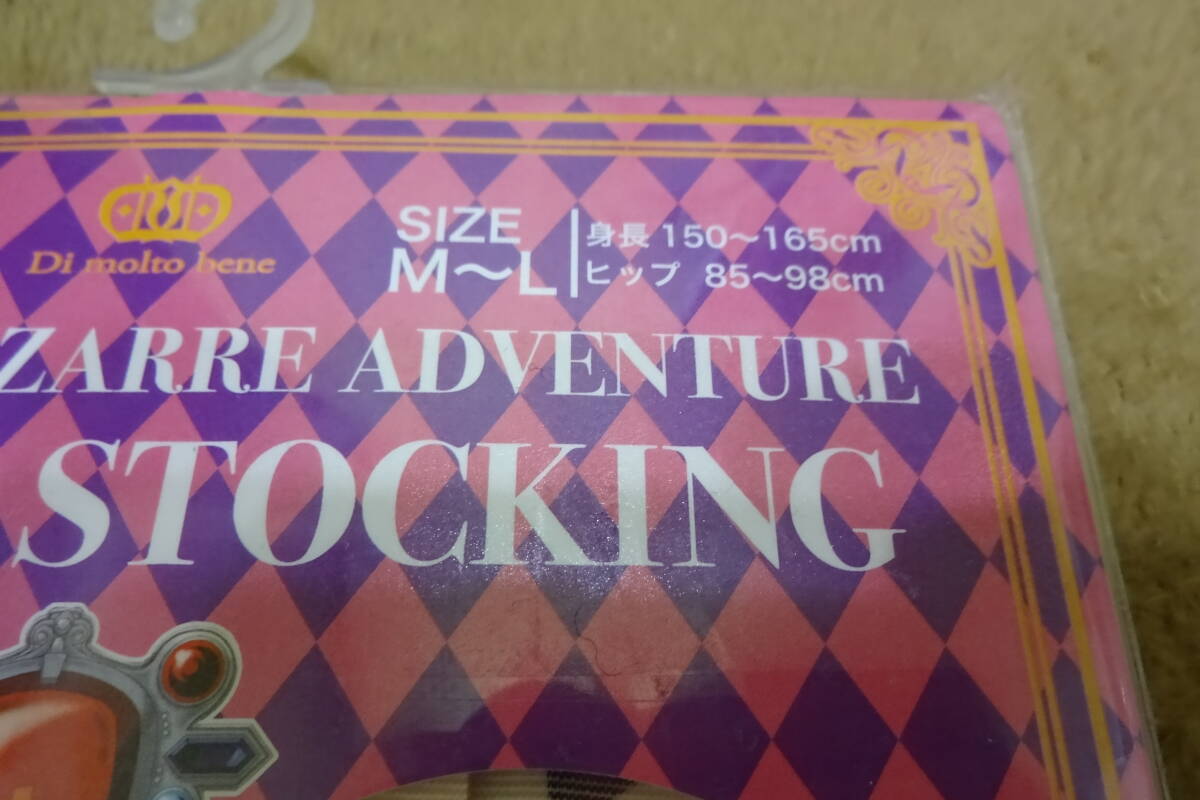 Di molto bene
SIZE
M〜L
身長 150〜165cm
ヒップ 85〜98cm
ZARRE ADVENTURE
STOCKING